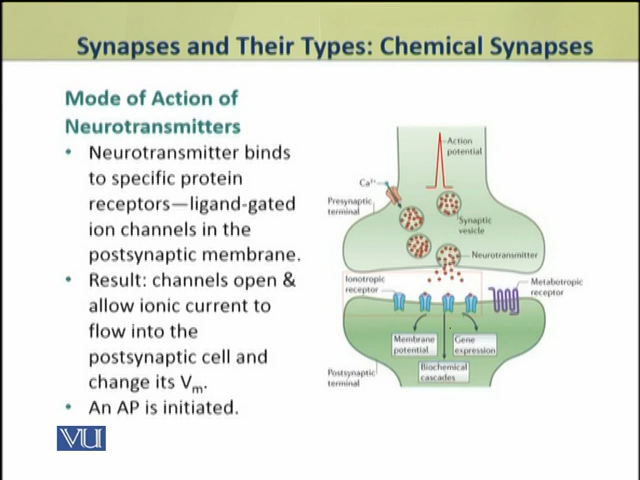 Synapses and Their Types: Chemical Synapses
Mode of Action of
Neurotransmitters
• Neurotransmitter binds
to specific protein
receptors—ligand-gated
ion channels in the
postsynaptic membrane.
• Result: channels open &
allow ionic current to
flow into the
postsynaptic cell and
change its Vm.
• An AP is initiated.
VU
Action
potential
Ca²⁺
Presynaptic
terminal
Synaptic
vesicle
Neurotransmitter
Ionotropic
receptor
Metabotropic
receptor
Membrane
potential
Gene
expression
Biochemical
cascades
Postsynaptic
terminal